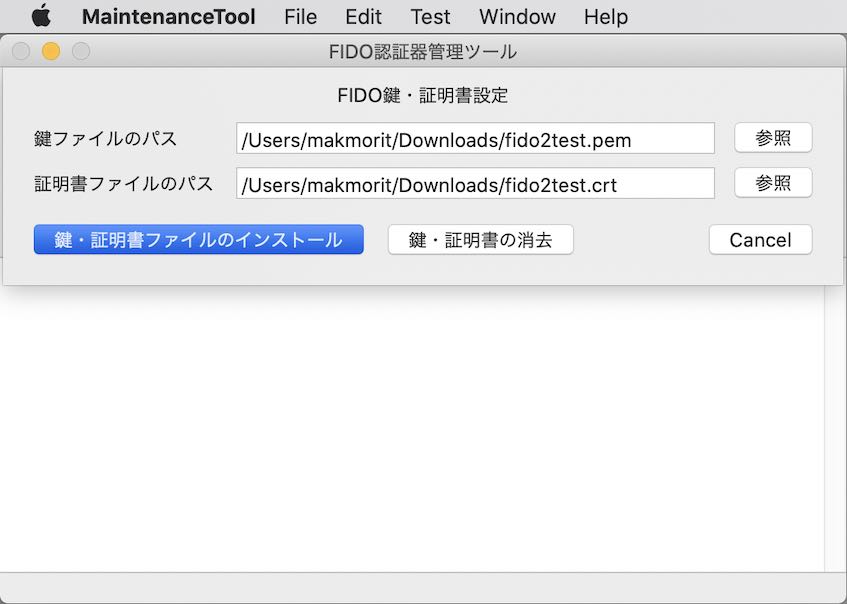 MaintenanceTool File Edit Test Window Help
FIDO認証器管理ツール
FIDO鍵・証明書設定
鍵ファイルのパス /Users/makmorit/Downloads/fido2test.pem 参照
証明書ファイルのパス /Users/makmorit/Downloads/fido2test.crt 参照
鍵・証明書ファイルのインストール 鍵・証明書の消去 Cancel